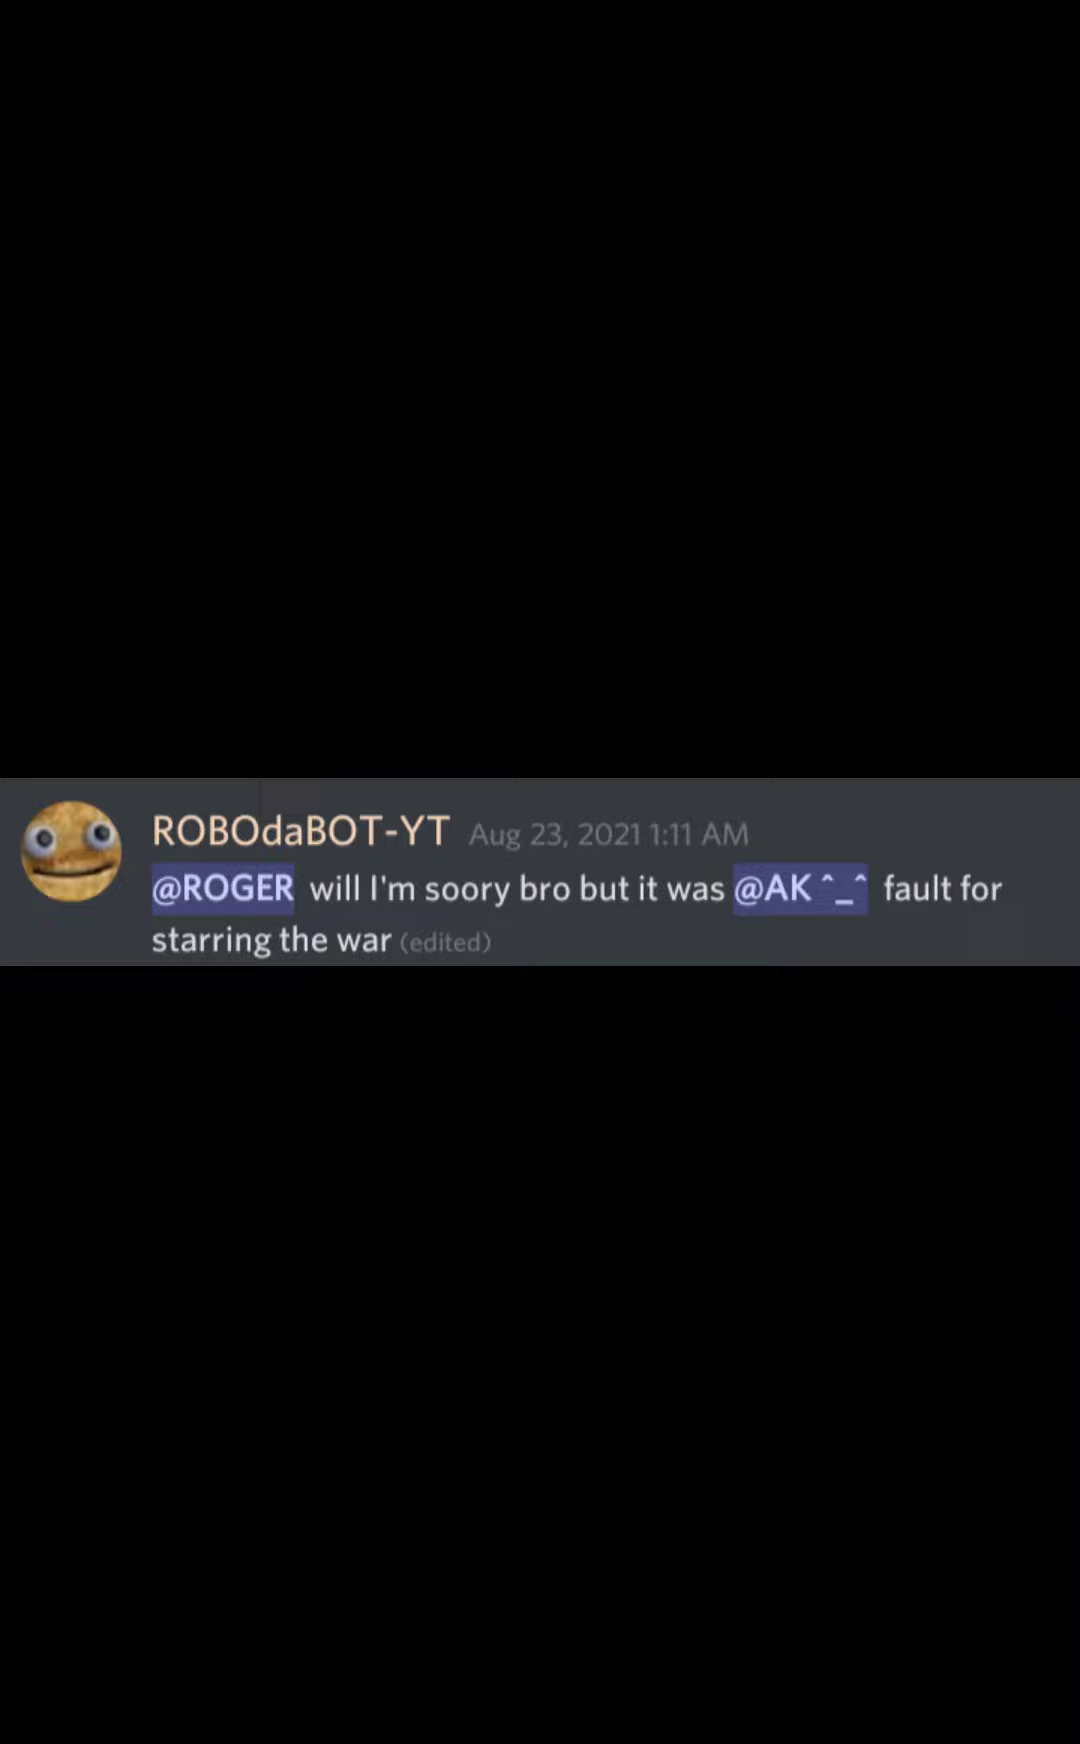 ROBOdaBOT-YT Aug 23, 2021 1:11 AM
@ROGER will I'm soory bro but it was @AK ^_^ fault for
starring the war (edited)